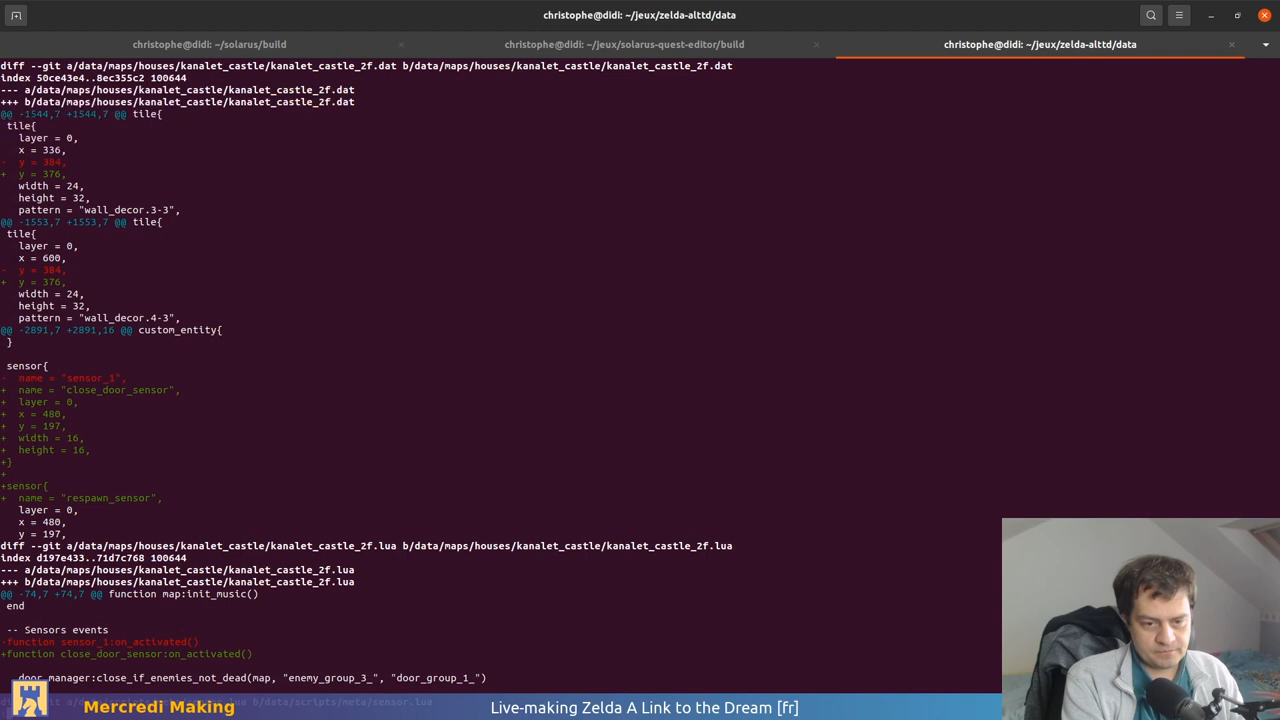 christophe@didi: ~/jeux/zelda-alttd/data
christophe@didi: ~/solarus/build
christophe@didi: ~/jeux/solarus-quest-editor/build
christophe@didi: ~/jeux/zelda-alttd/data
diff --git a/data/maps/houses/kanalet_castle/kanalet_castle_2f.dat b/data/maps/houses/kanalet_castle/kanalet_castle_2f.dat
index 50ce43e4..8ec355c2 100644
--- a/data/maps/houses/kanalet_castle/kanalet_castle_2f.dat
+++ b/data/maps/houses/kanalet_castle/kanalet_castle_2f.dat
@@ -1544,7 +1544,7 @@ tile{
 tile{
   layer = 0,
   x = 336,
-  y = 384,
+  y = 376,
   width = 24,
   height = 32,
   pattern = "wall_decor.3-3",
@@ -1553,7 +1553,7 @@ tile{
 tile{
   layer = 0,
   x = 600,
-  y = 384,
+  y = 376,
   width = 24,
   height = 32,
   pattern = "wall_decor.4-3",
@@ -2891,7 +2891,16 @@ custom_entity{
 }
 sensor{
-  name = "sensor_1",
+  name = "close_door_sensor",
+  layer = 0,
+  x = 480,
+  y = 197,
+  width = 16,
+  height = 16,
+}
+
+sensor{
+  name = "respawn_sensor",
   layer = 0,
   x = 480,
   y = 197,
diff --git a/data/maps/houses/kanalet_castle/kanalet_castle_2f.lua b/data/maps/houses/kanalet_castle/kanalet_castle_2f.lua
index d197e433..71d7c768 100644
--- a/data/maps/houses/kanalet_castle/kanalet_castle_2f.lua
+++ b/data/maps/houses/kanalet_castle/kanalet_castle_2f.lua
@@ -74,7 +74,7 @@ function map:init_music()
 end
 -- Sensors events
-function sensor_1:on_activated()
+function close_door_sensor:on_activated()
   door_manager:close_if_enemies_not_dead(map, "enemy_group_3_", "door_group_1_")
b/data/scripts/meta/sensor.lua
Mercredi Making
Live-making Zelda A Link to the Dream [fr]